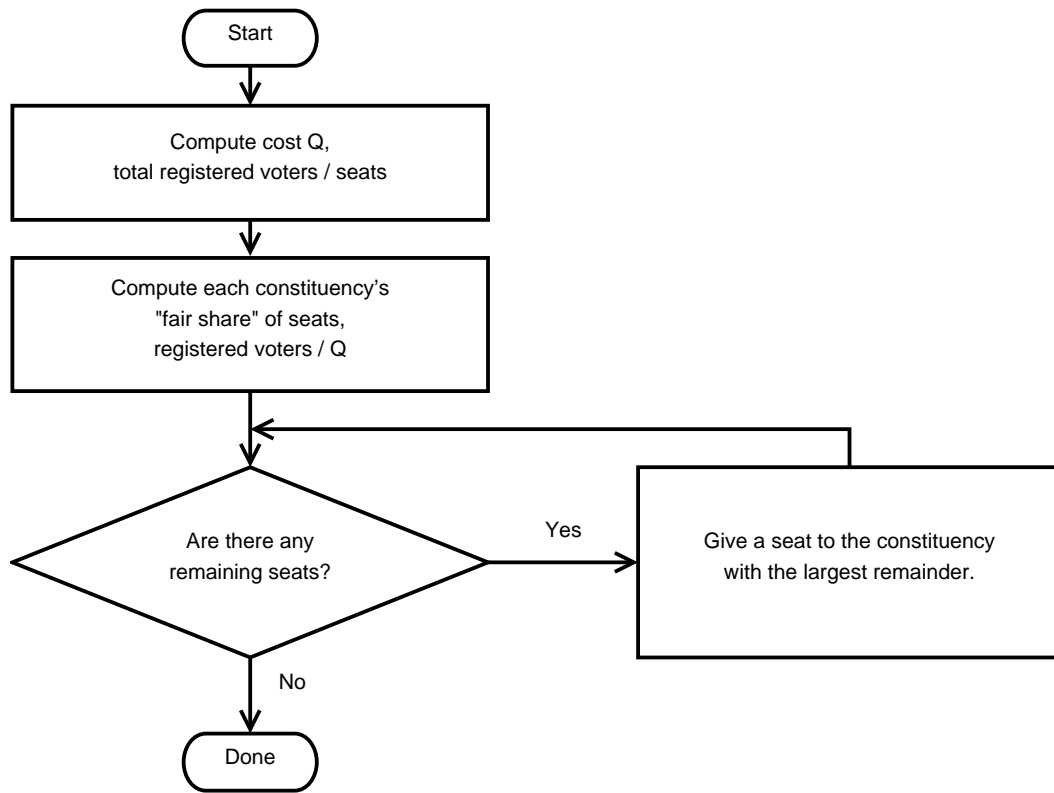 Start
Compute cost Q,
total registered voters / seats
Compute each constituency’s
"fair share" of seats,
registered voters / Q
Are there any
remaining seats?
Yes
Give a seat to the constituency
with the largest remainder.
No
Done